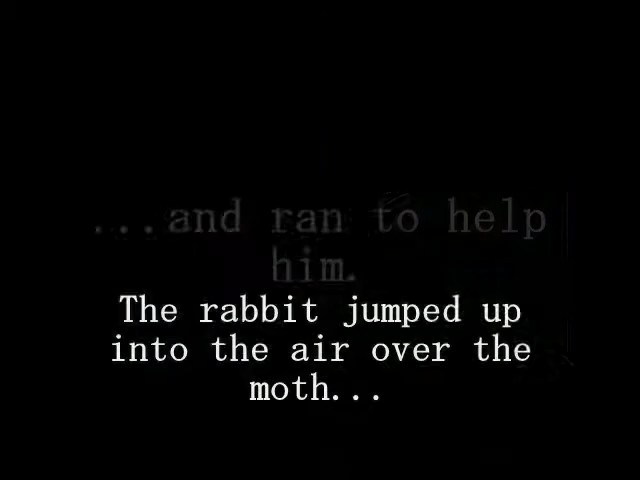 ...and ran to help
him.
The rabbit jumped up
into the air over the
moth...